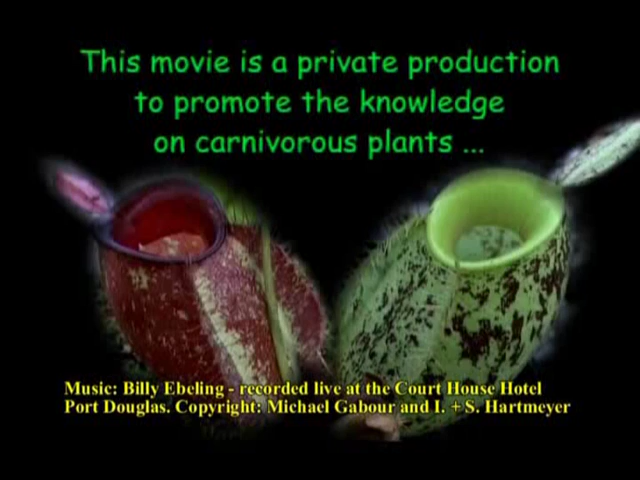 This movie is a private production
to promote the knowledge
on carnivorous plants ...
Music: Billy Ebeling - recorded live at the Court House Hotel
Port Douglas. Copyright: Michael Gabour and I. + S. Hartmeyer